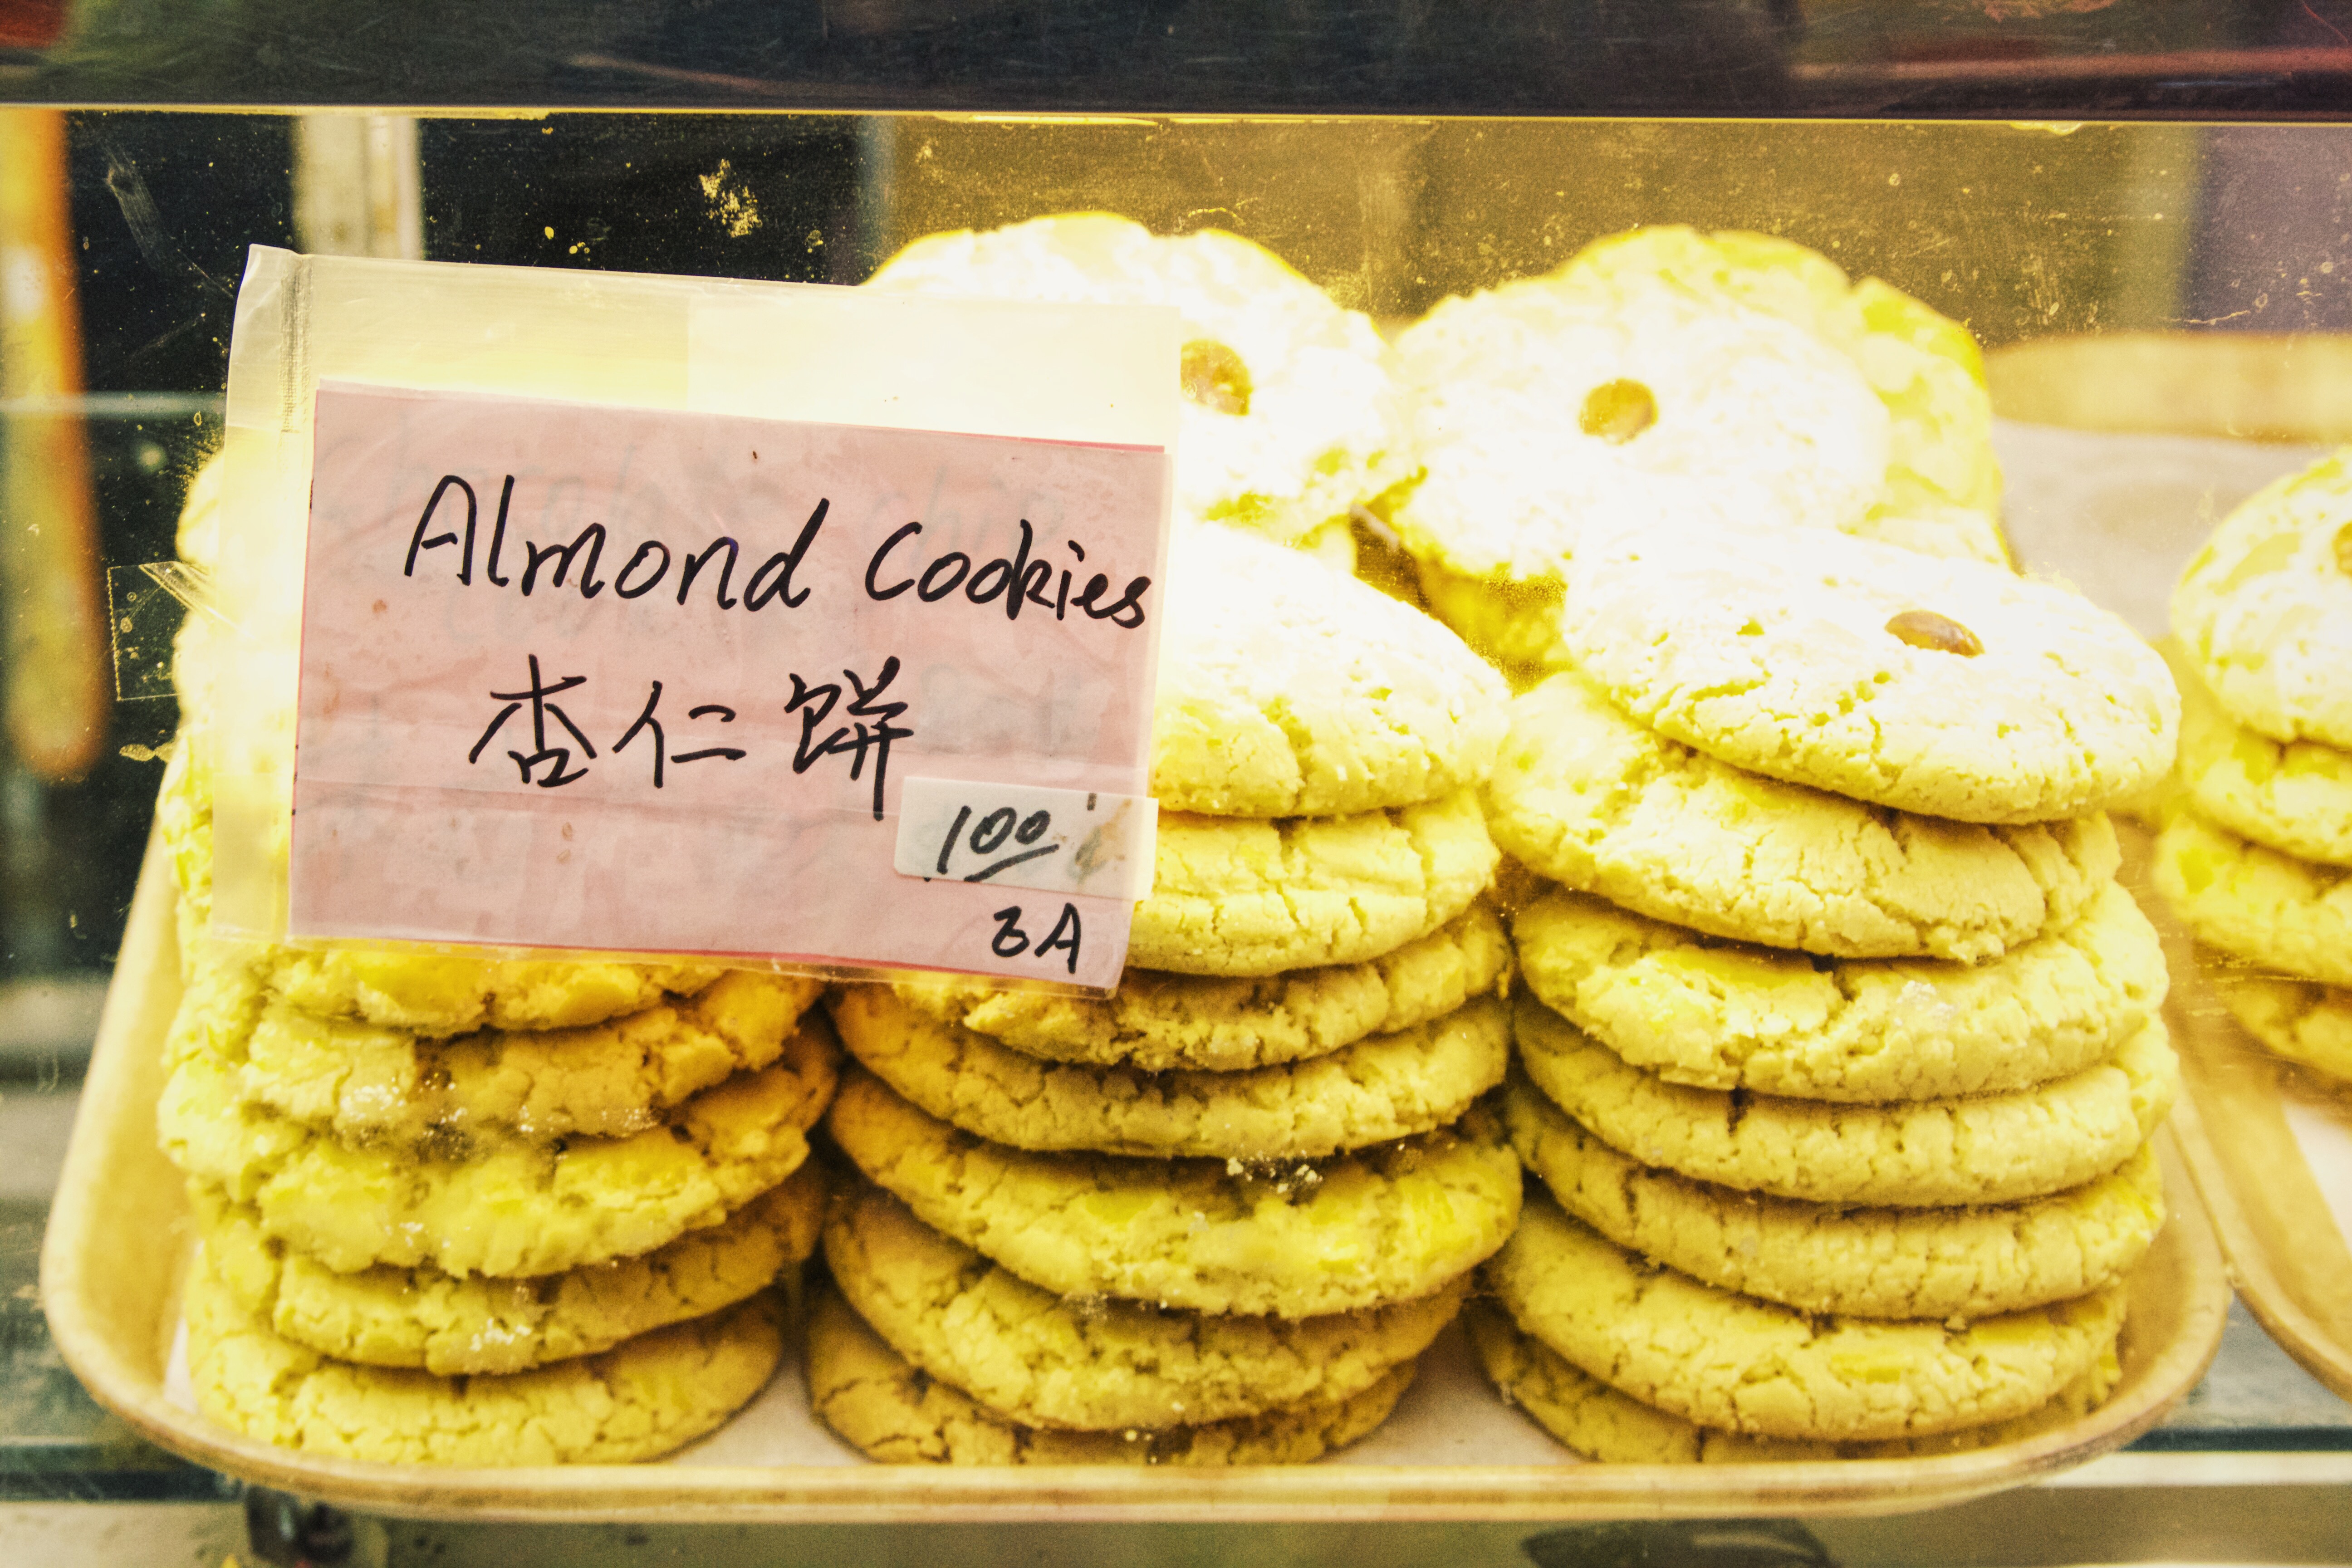 Almond Cookies
杏仁饼
100
3A